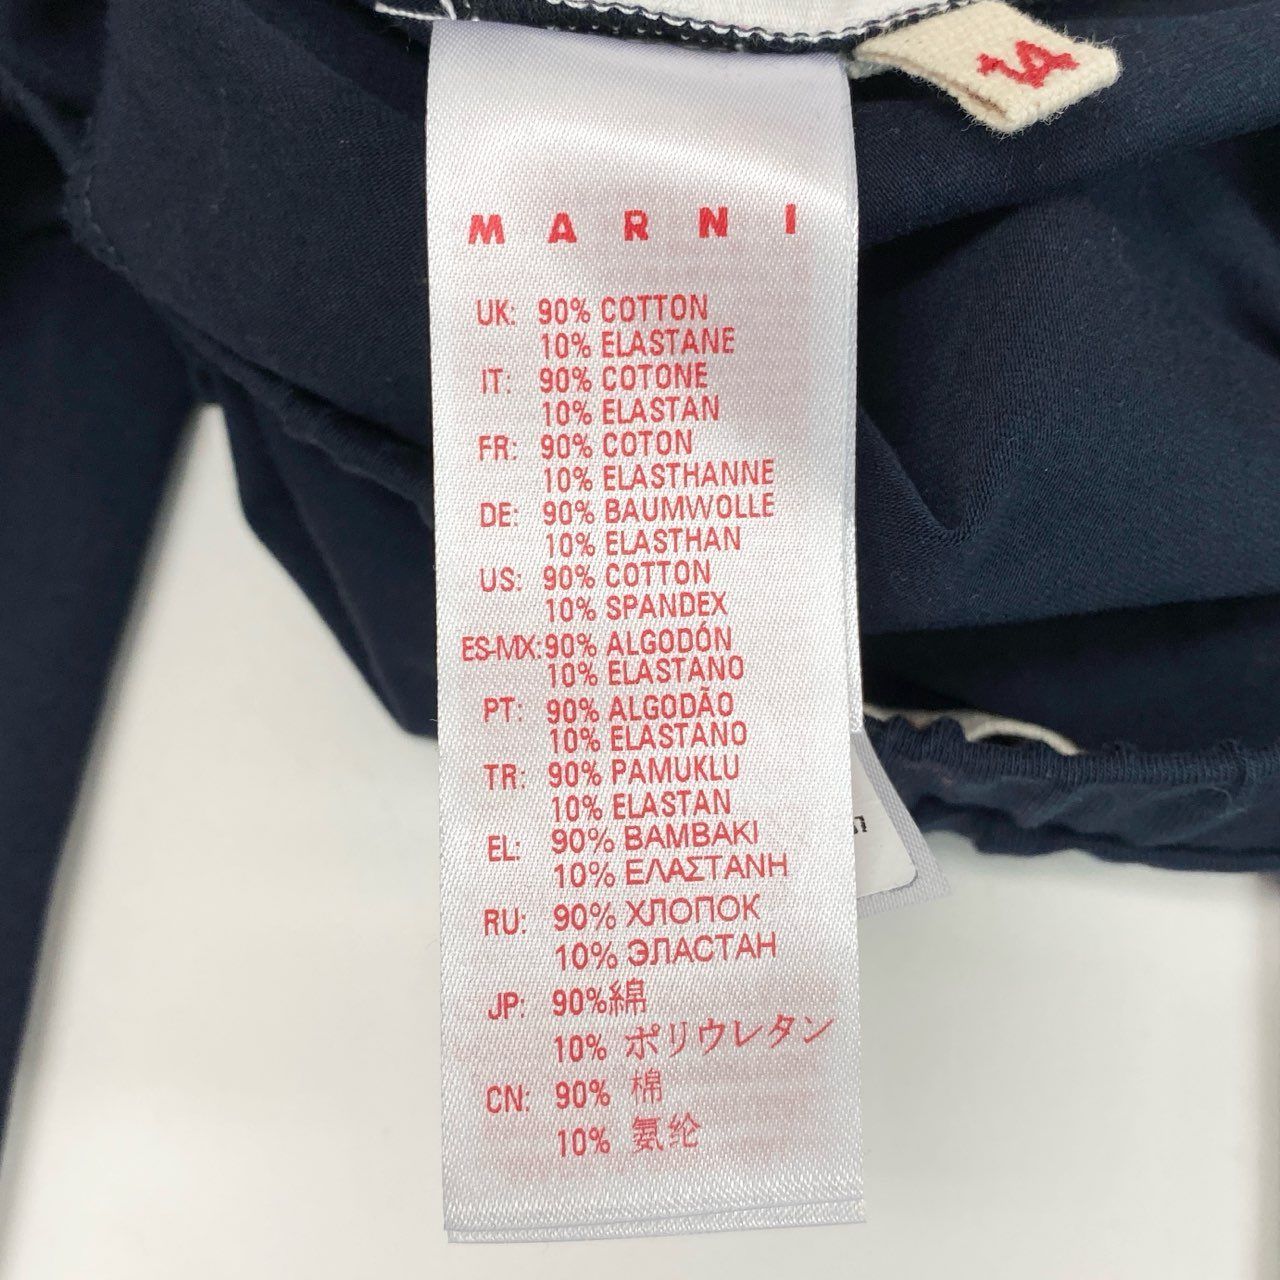 14
MARNI
UK: 90% COTTON
10% ELASTANE
IT: 90% COTONE
10% ELASTAN
FR: 90% COTON
10% ELASTHANNE
DE: 90% BAUMWOLLE
10% ELASTHAN
US: 90% COTTON
10% SPANDEX
ES-MX: 90% ALGODÓN
10% ELASTANO
PT: 90% ALGODÃO
10% ELASTANO
TR: 90% PAMUKLU
10% ELASTAN
EL: 90% ΒΑΜΒΑΚΙ
10% ΕΛΑΣΤΑΝΗ
RU: 90% ХЛОПОК
10% ЭЛАСТАН
JP: 90%綿
10% ポリウレタン
CN: 90% 棉
10% 氨纶